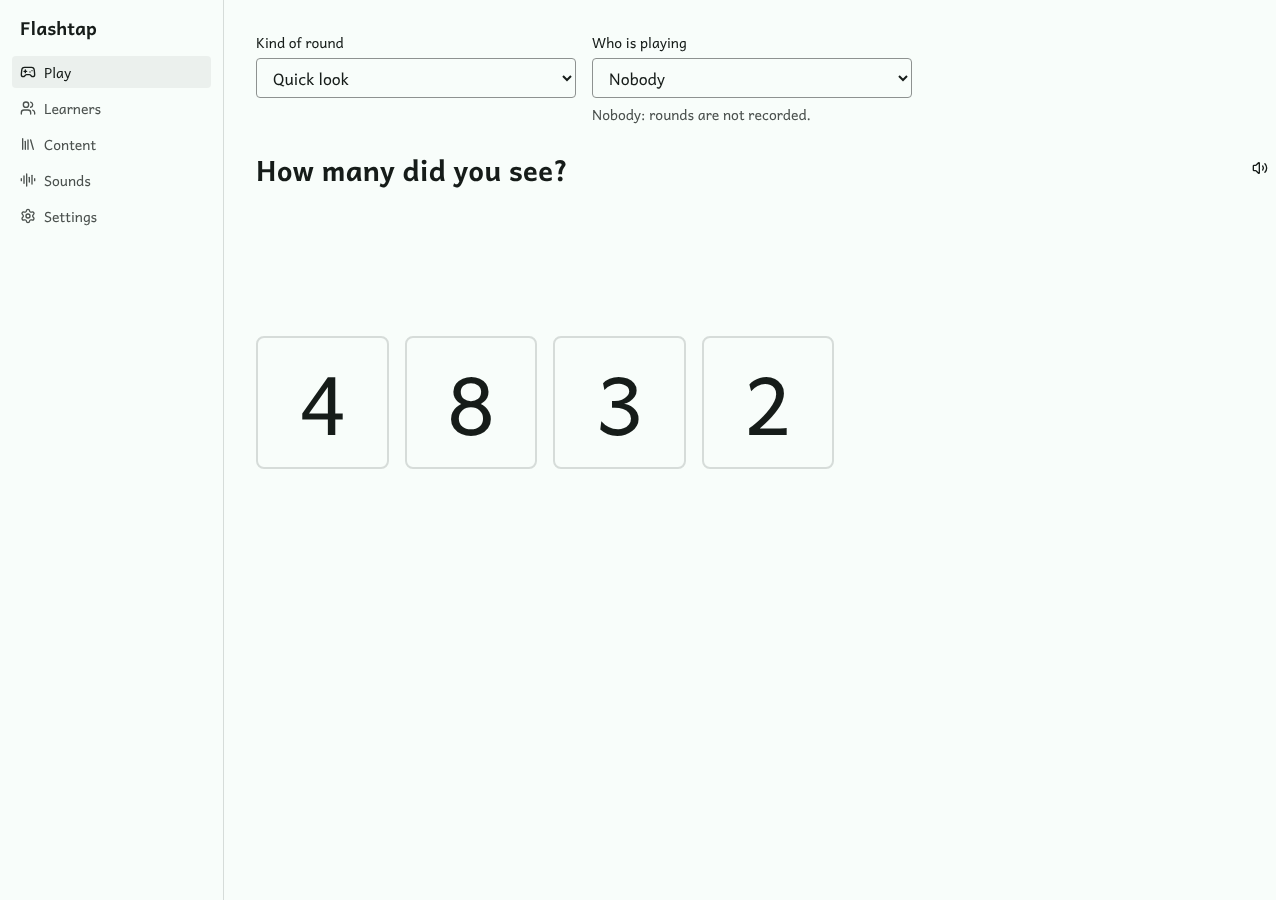 Flashtap
Play
Learners
Content
Sounds
Settings
Kind of round
Who is playing
Quick look
Nobody
Nobody: rounds are not recorded.
How many did you see?
4 8 3 2